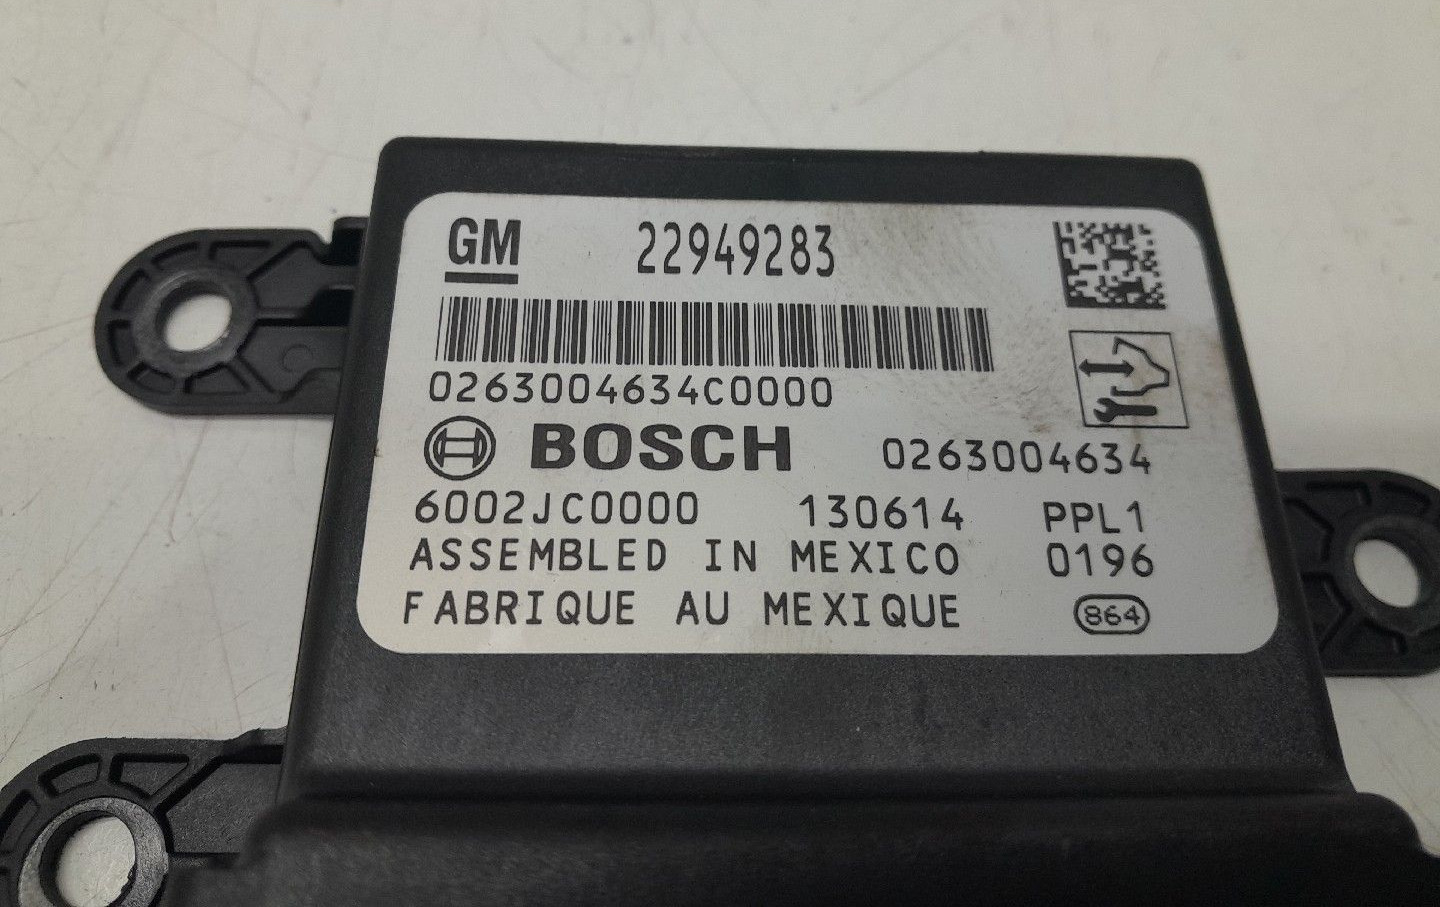 GM 22949283
0263004634C0000
BOSCH 0263004634
6002JC0000 130614 PPL1
ASSEMBLED IN MEXICO 0196
FABRIQUE AU MEXIQUE 864